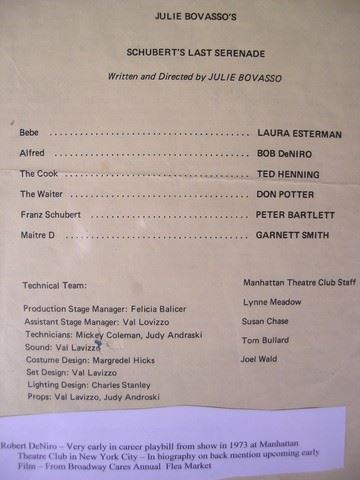 JULIE BOVASSO'S
SCHUBERT'S LAST SERENADE
Written and Directed by JULIE BOVASSO
Bebe ........................................ LAURA ESTERMAN
Alfred ........................................ BOB DeNIRO
The Cook ........................................ TED HENNING
The Waiter ........................................ DON POTTER
Franz Schubert ........................................ PETER BARTLETT
Maitre D ........................................ GARNETT SMITH
Technical Team:
Production Stage Manager: Felicia Balicer
Assistant Stage Manager: Val Lovizzo
Technicians: Mickey Coleman, Judy Andraski
Sound: Val Lavizzo
Costume Design: Margredel Hicks
Set Design: Val Lavizzo
Lighting Design: Charles Stanley
Props: Val Lavizzo, Judy Androski
Manhattan Theatre Club Staff
Lynne Meadow
Susan Chase
Tom Bullard
Joel Wald
Robert DeNiro – Very early in career playbill from show in 1973 at Manhattan
Theatre Club in New York City – In biography on back mention upcoming early
Film – From Broadway Cares Annual Flea Market